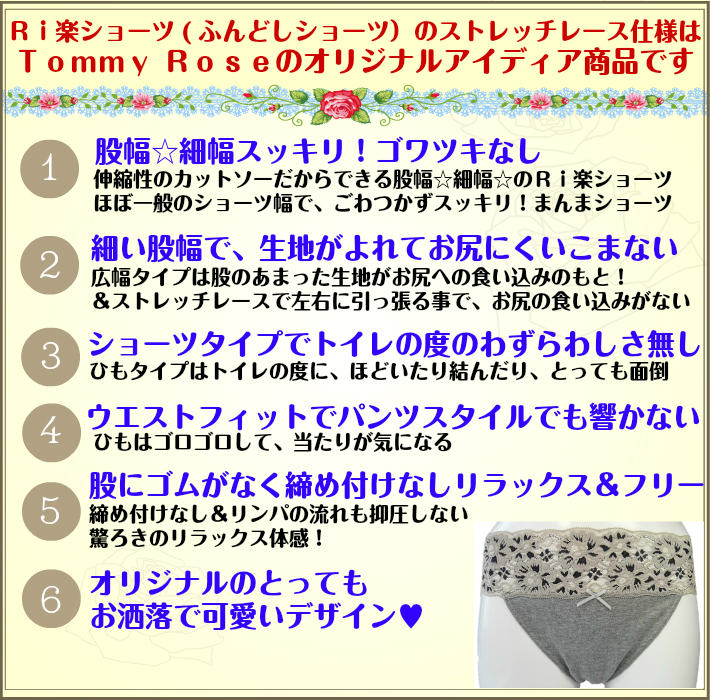 Ｒｉ楽ショーツ（ふんどしショーツ）のストレッチレース仕様は
Ｔｏｍｍｙ Ｒｏｓｅのオリジナルアイディア商品です
1
股幅☆細幅スッキリ！ゴワツキなし
伸縮性のカットソーだからできる股幅☆細幅☆のＲｉ楽ショーツ
ほぼ一般のショーツ幅で、ごわつかずスッキリ！まんまショーツ
2
細い股幅で、生地がよれてお尻にくいこまない
広幅タイプは股のあまった生地がお尻への食い込みのもと！
＆ストレッチレースで左右に引っ張る事で、お尻の食い込みがない
3
ショーツタイプでトイレの度のわずらわしさ無し
ひもタイプはトイレの度に、ほどいたり結んだり、とっても面倒
4
ウエストフィットでパンツスタイルでも響かない
ひもはゴロゴロして、当たりが気になる
5
股にゴムがなく締め付けなしリラックス＆フリー
締め付けなし＆リンパの流れも抑圧しない
驚ろきのリラックス体感！
6
オリジナルのとっても
お洒落で可愛いデザイン♥